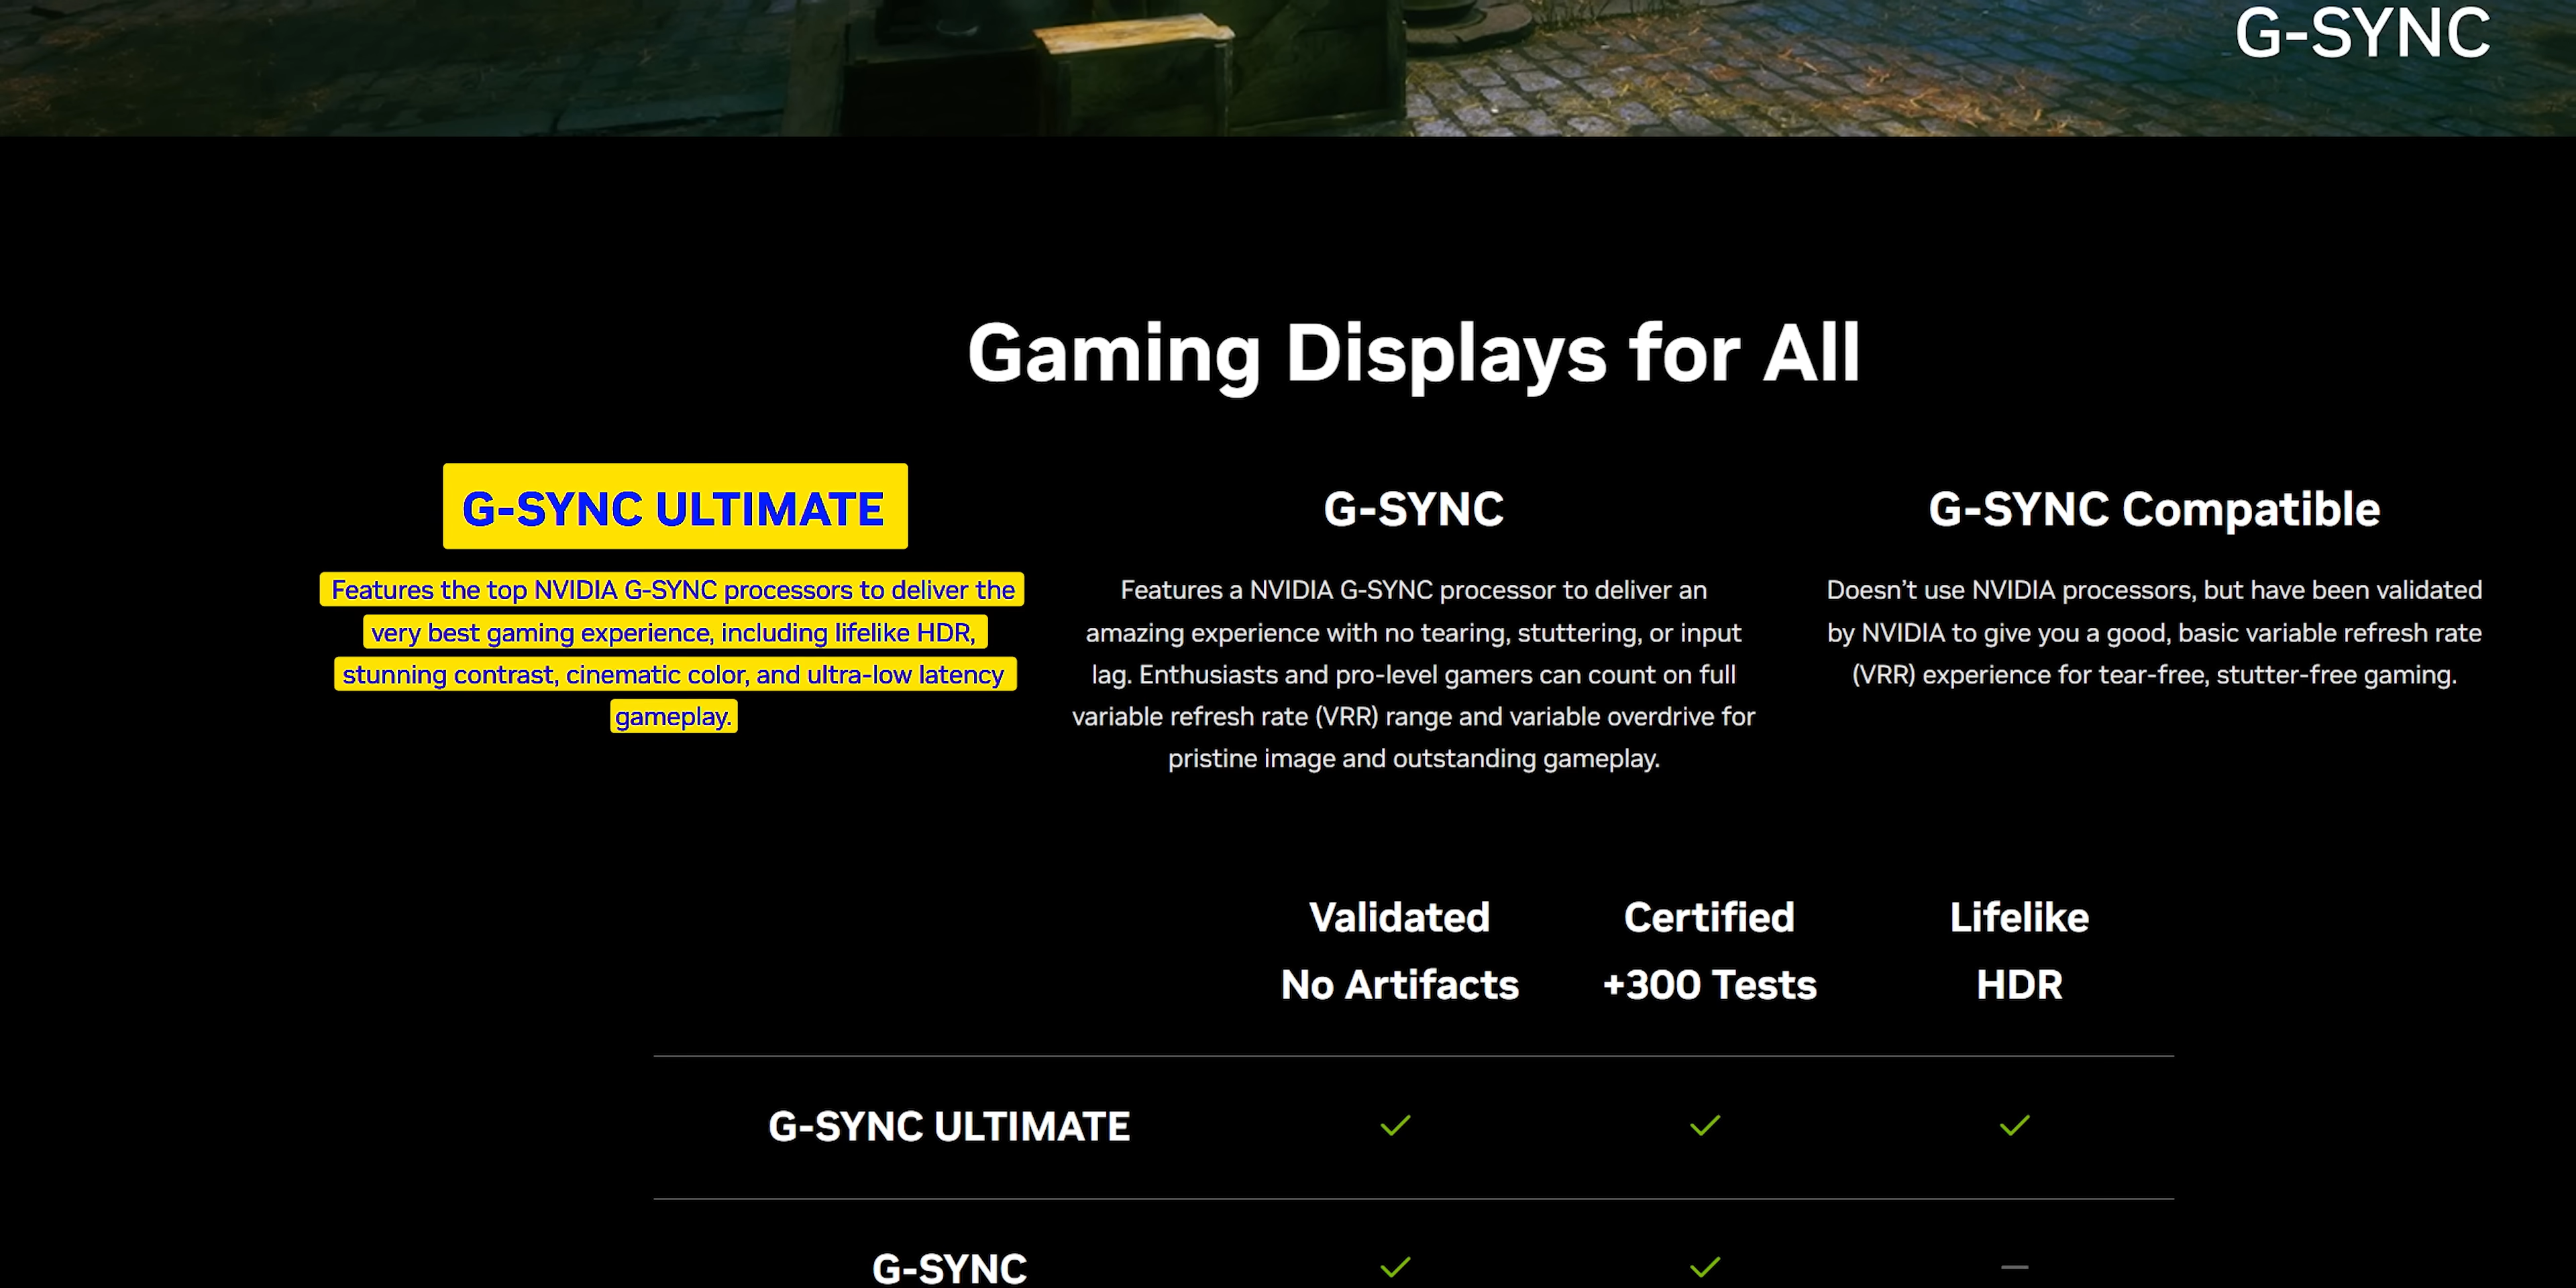 G-SYNC
Gaming Displays for All
G-SYNC ULTIMATE
Features the top NVIDIA G-SYNC processors to deliver the
very best gaming experience, including lifelike HDR,
stunning contrast, cinematic color, and ultra-low latency
gameplay.
G-SYNC
Features a NVIDIA G-SYNC processor to deliver an
amazing experience with no tearing, stuttering, or input
lag. Enthusiasts and pro-level gamers can count on full
variable refresh rate (VRR) range and variable overdrive for
pristine image and outstanding gameplay.
G-SYNC Compatible
Doesn’t use NVIDIA processors, but have been validated
by NVIDIA to give you a good, basic variable refresh rate
(VRR) experience for tear-free, stutter-free gaming.
Validated
No Artifacts
Certified
+300 Tests
Lifelike
HDR
G-SYNC ULTIMATE
G-SYNC